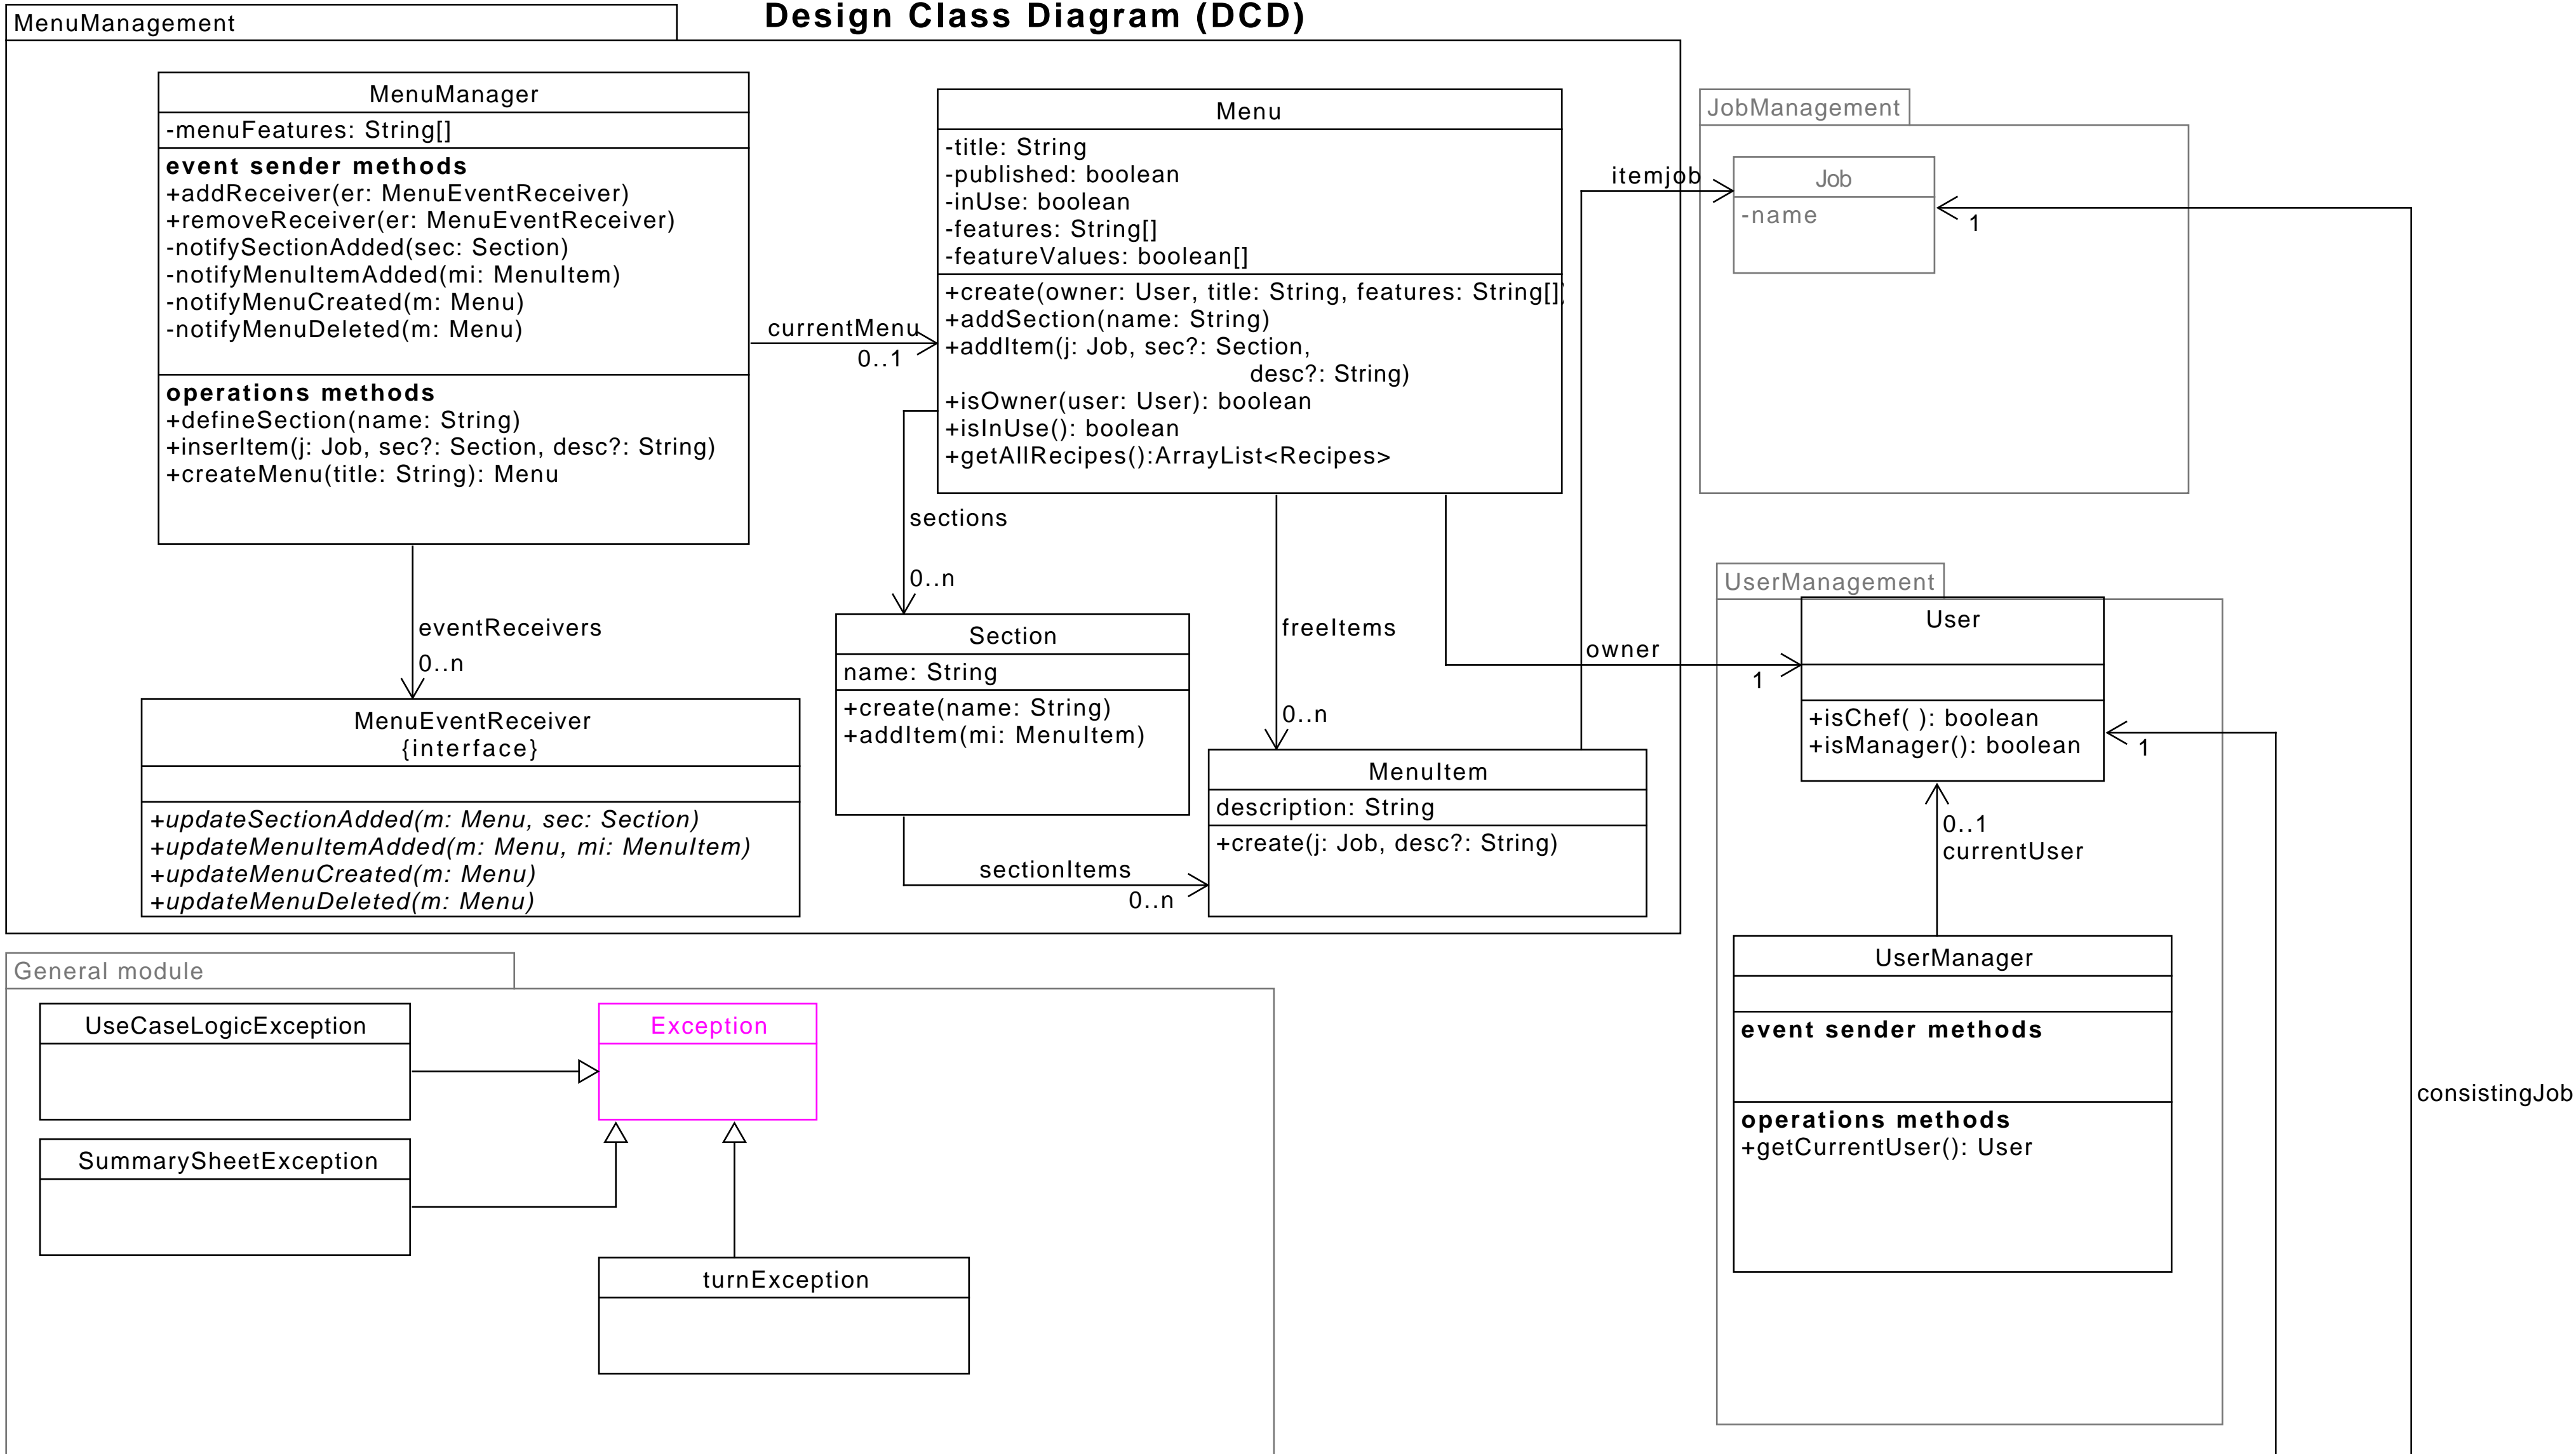 Design Class Diagram (DCD)
MenuManagement
MenuManager
-menuFeatures: String[]
event sender methods
+addReceiver(er: MenuEventReceiver)
+removeReceiver(er: MenuEventReceiver)
-notifySectionAdded(sec: Section)
-notifyMenuItemAdded(mi: MenuItem)
-notifyMenuCreated(m: Menu)
-notifyMenuDeleted(m: Menu)
operations methods
+defineSection(name: String)
+inserItem(j: Job, sec?: Section, desc?: String)
+createMenu(title: String): Menu
currentMenu
0..1
Menu
-title: String
-published: boolean
-inUse: boolean
-features: String[]
-featureValues: boolean[]
+create(owner: User, title: String, features: String[])
+addSection(name: String)
+addItem(j: Job, sec?: Section,
desc?: String)
+isOwner(user: User): boolean
+isInUse(): boolean
+getAllRecipes():ArrayList<Recipes>
itemjob
JobManagement
Job
-name
1
sections
0..n
eventReceivers
0..n
MenuEventReceiver
{interface}
+updateSectionAdded(m: Menu, sec: Section)
+updateMenuItemAdded(m: Menu, mi: MenuItem)
+updateMenuCreated(m: Menu)
+updateMenuDeleted(m: Menu)
Section
name: String
+create(name: String)
+addItem(mi: MenuItem)
sectionItems
0..n
freeItems
0..n
MenuItem
description: String
+create(j: Job, desc?: String)
owner
1
UserManagement
User
+isChef( ): boolean
+isManager(): boolean
1
0..1
currentUser
UserManager
event sender methods
operations methods
+getCurrentUser(): User
consistingJob
General module
UseCaseLogicException
Exception
SummarySheetException
turnException